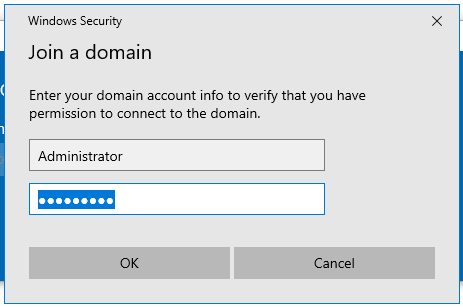 Windows Security
Join a domain
Enter your domain account info to verify that you have
permission to connect to the domain.
Administrator
●●●●●●●●●
OK
Cancel